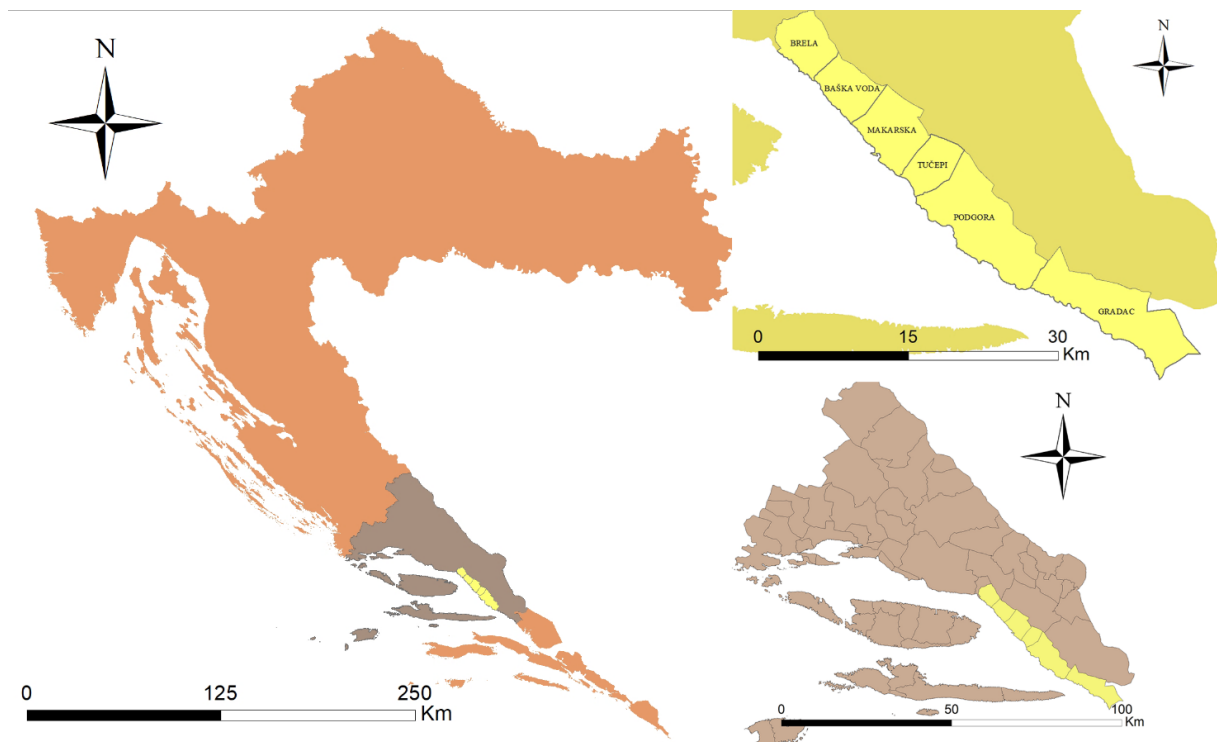 N
0 125 250
Km
N
BRELA
BAŠKA VODA
MAKARSKA
TUČEPI
PODGORA
GRADAC
0 15 30
Km
N
0 50 100
Km